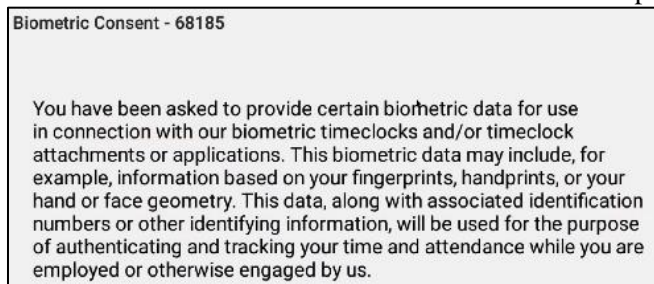 Biometric Consent - 68185
You have been asked to provide certain biometric data for use
in connection with our biometric timeclocks and/or timeclock
attachments or applications. This biometric data may include, for
example, information based on your fingerprints, handprints, or your
hand or face geometry. This data, along with associated identification
numbers or other identifying information, will be used for the purpose
of authenticating and tracking your time and attendance while you are
employed or otherwise engaged by us.